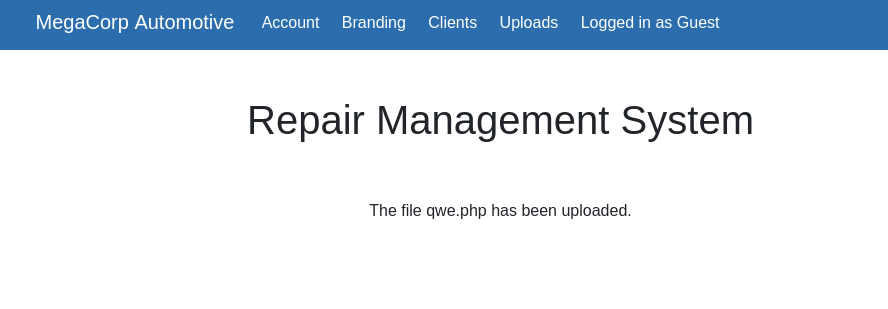 MegaCorp Automotive Account Branding Clients Uploads Logged in as Guest
Repair Management System
The file qwe.php has been uploaded.